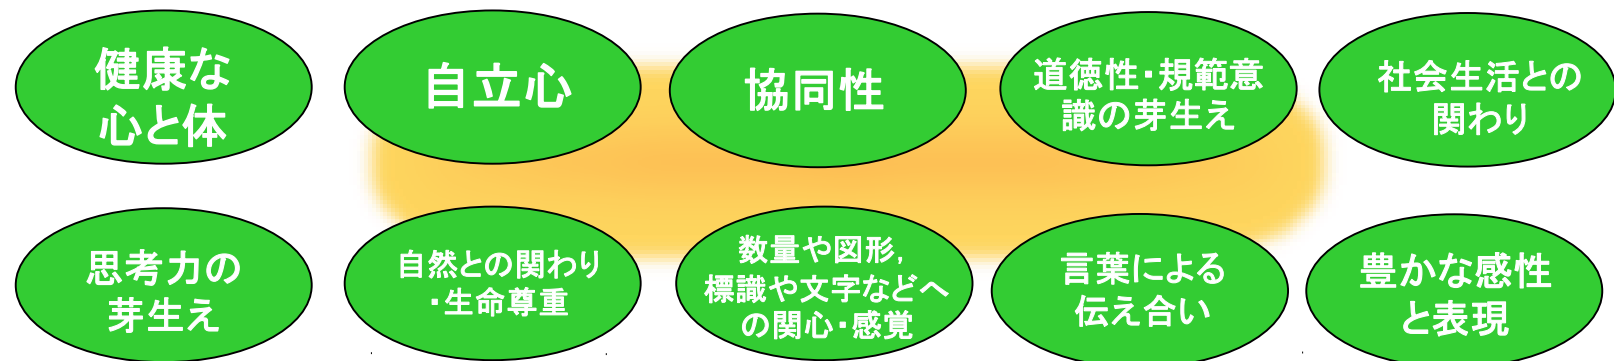 健康な
心と体
自立心
協同性
道徳性・規範意
識の芽生え
社会生活との
関わり
思考力の
芽生え
自然との関わり
・生命尊重
数量や図形,
標識や文字などへ
の関心・感覚
言葉による
伝え合い
豊かな感性
と表現